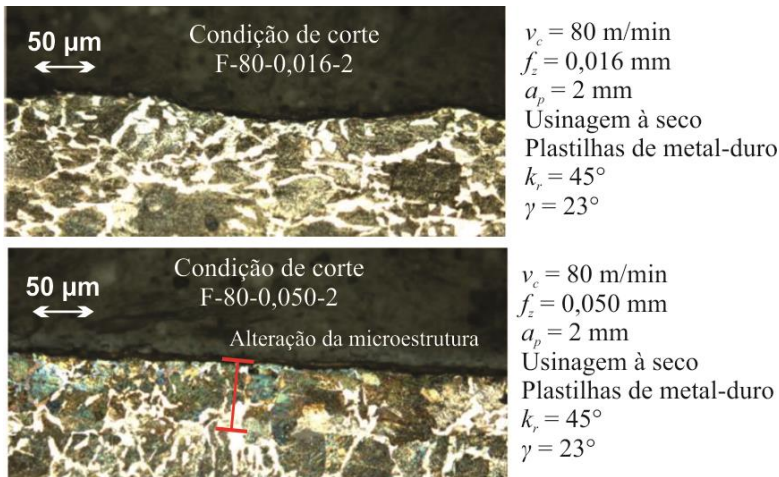 50 µm
Condição de corte
F-80-0,016-2
v_c = 80 m/min
f_z = 0,016 mm
a_p = 2 mm
Usinagem à seco
Plastilhas de metal-duro
k_r = 45°
γ = 23°
50 µm
Condição de corte
F-80-0,050-2
Alteração da microestrutura
v_c = 80 m/min
f_z = 0,050 mm
a_p = 2 mm
Usinagem à seco
Plastilhas de metal-duro
k_r = 45°
γ = 23°